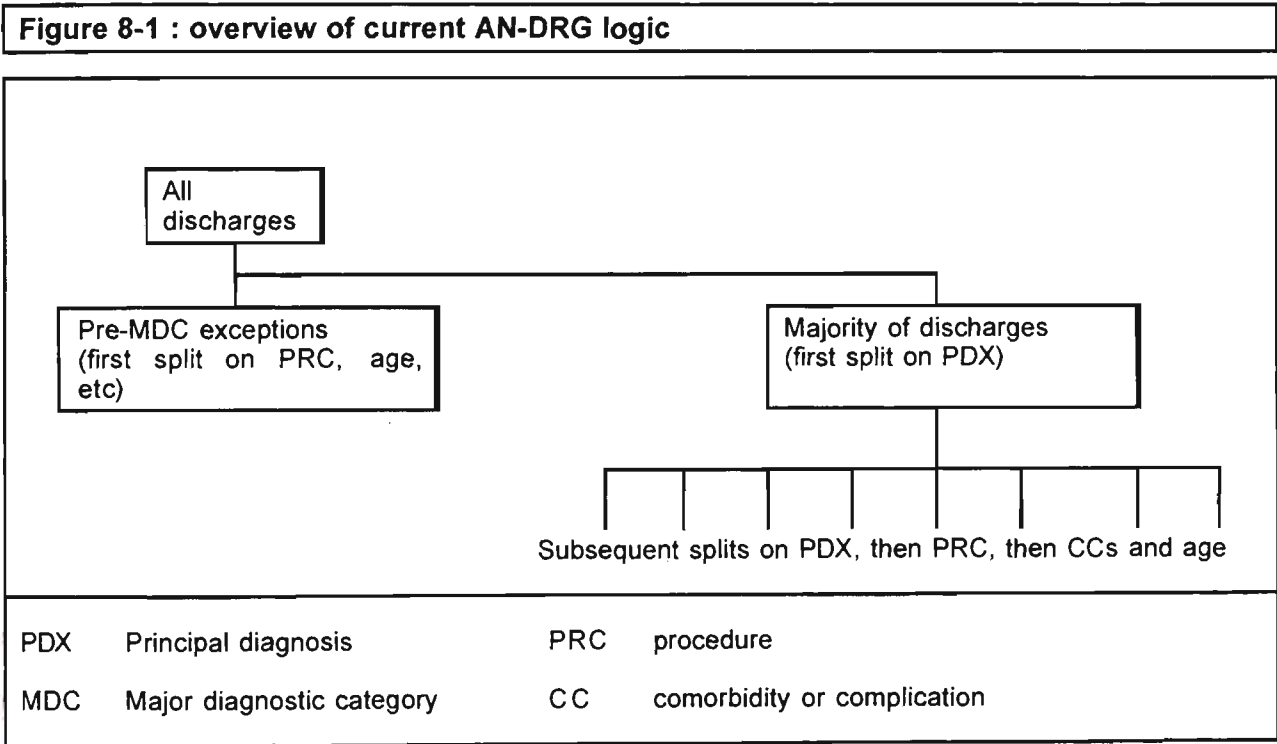 Figure 8-1 : overview of current AN-DRG logic
All
discharges
Pre-MDC exceptions
(first split on PRC, age,
etc)
Majority of discharges
(first split on PDX)
Subsequent splits on PDX, then PRC, then CCs and age
PDX Principal diagnosis PRC procedure
MDC Major diagnostic category CC comorbidity or complication